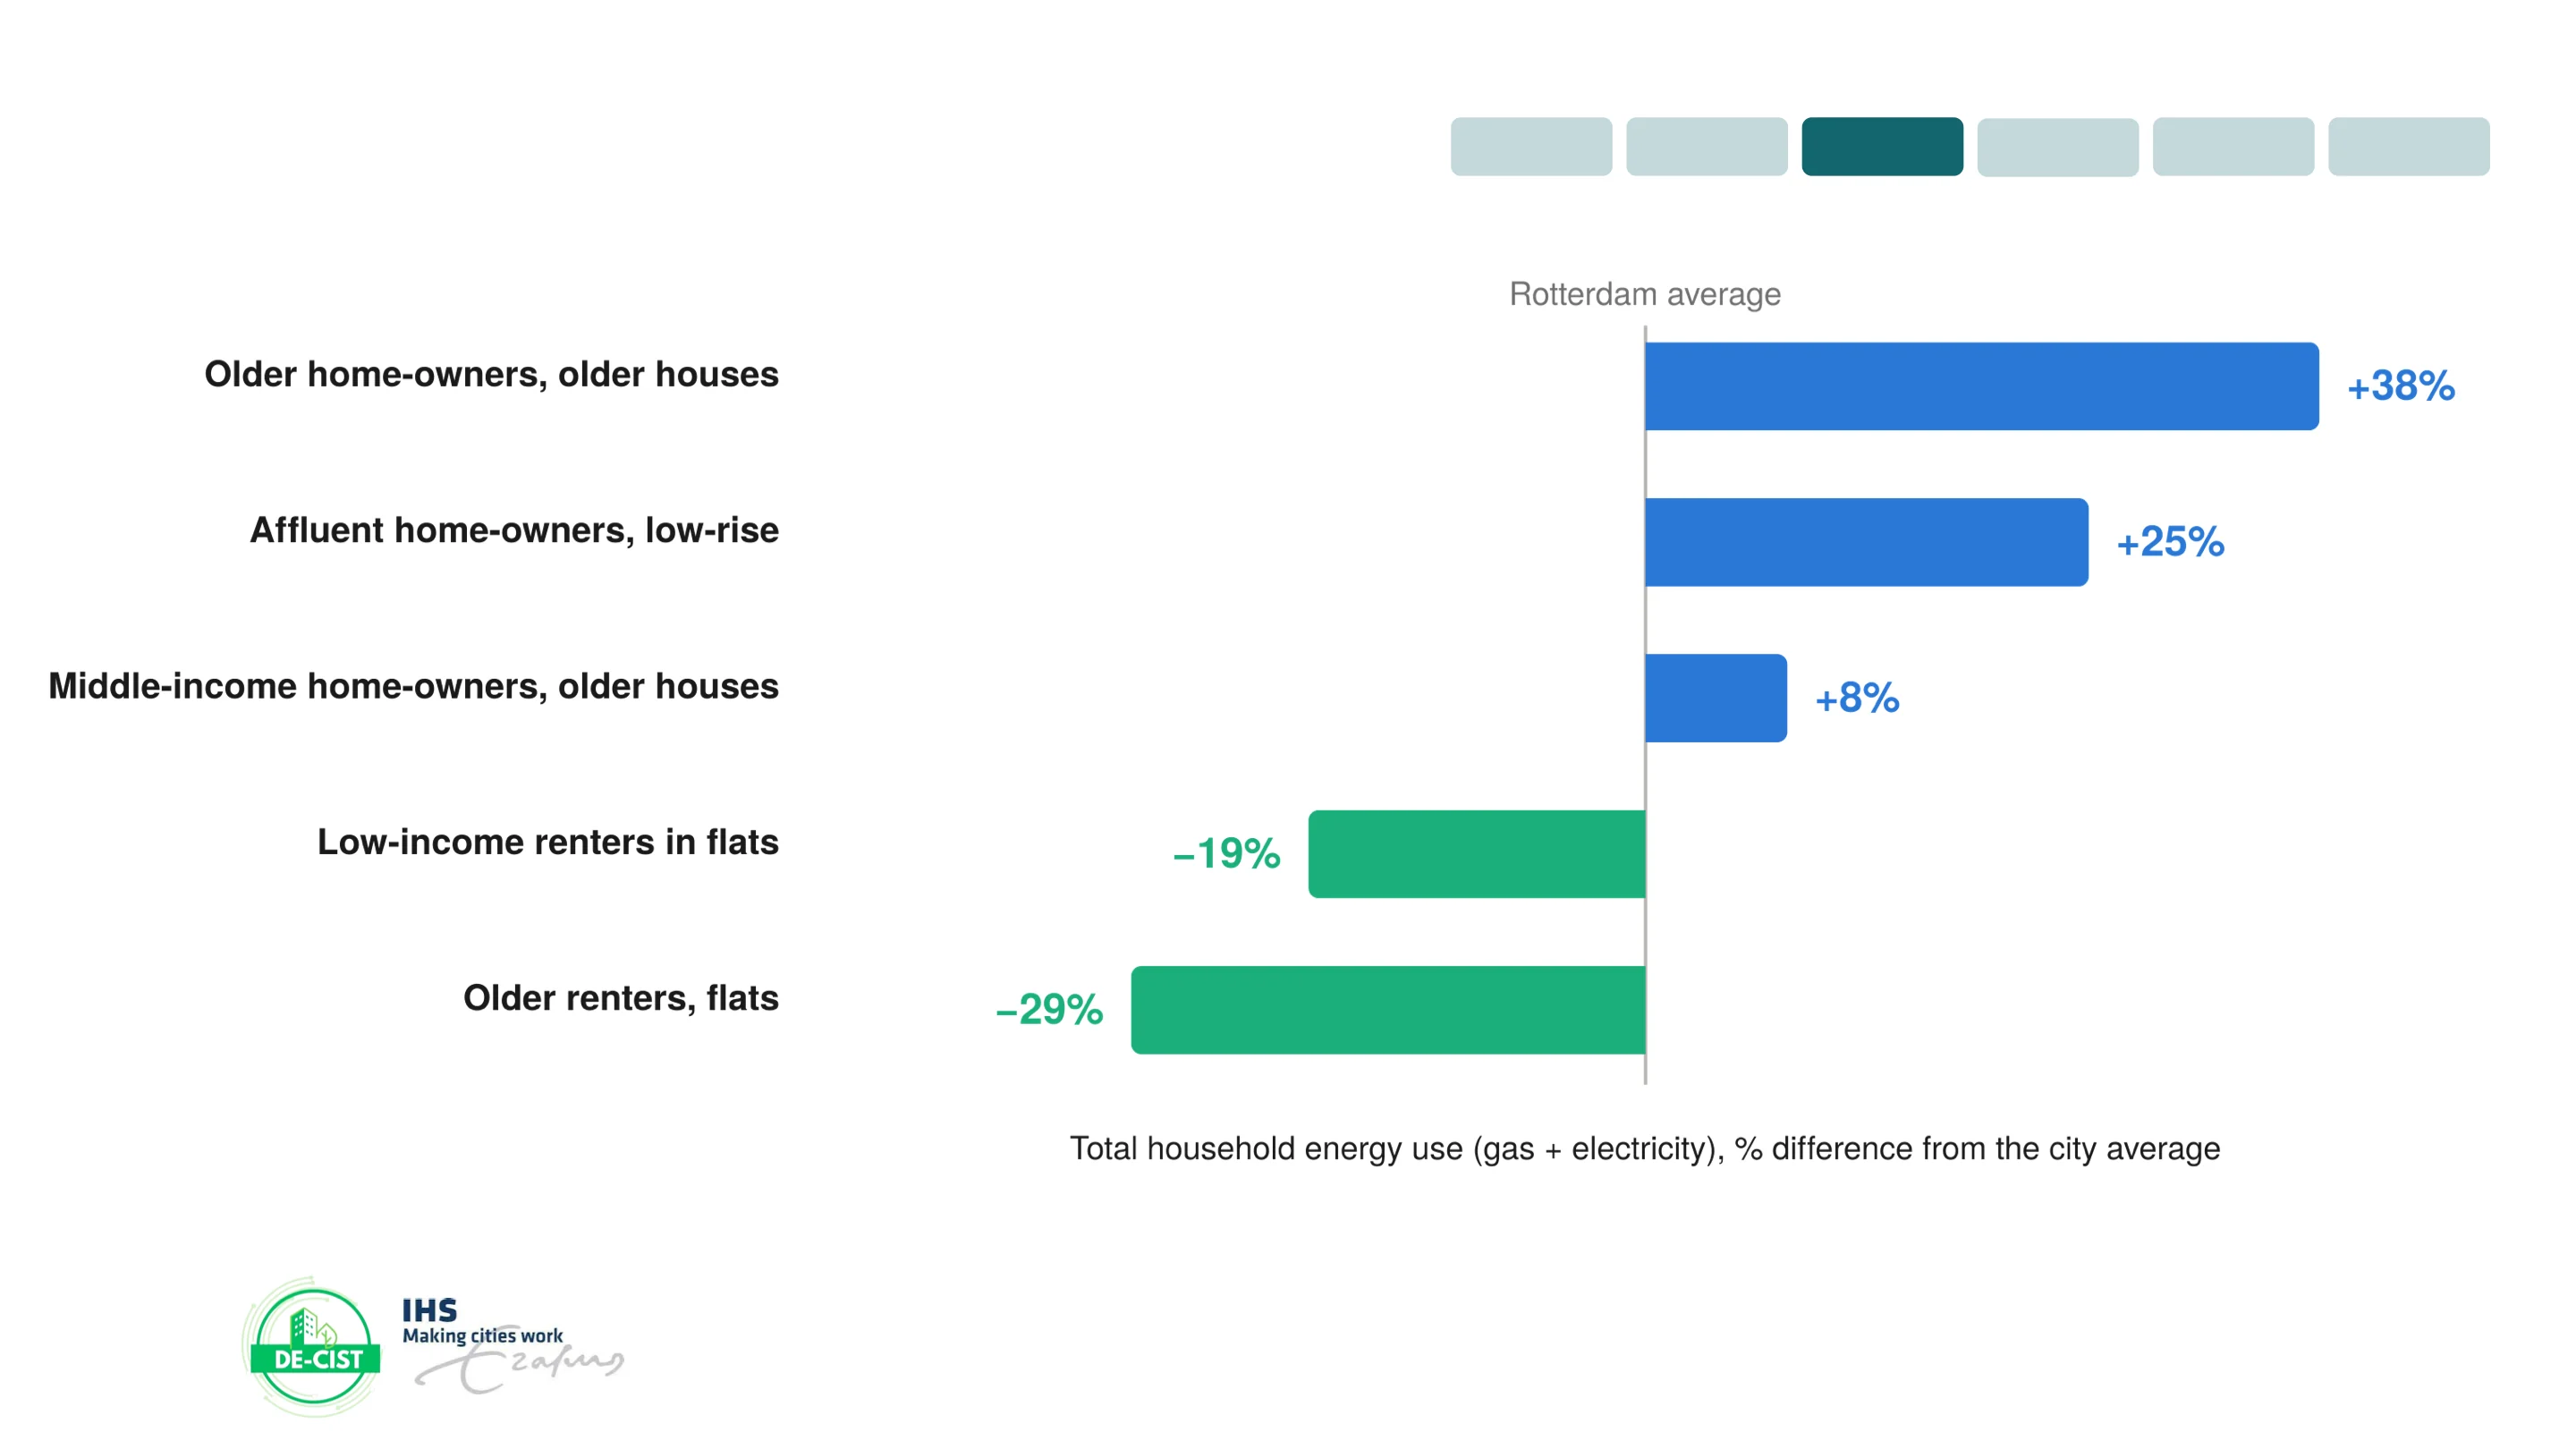 Rotterdam average
Older home-owners, older houses
+38%
Affluent home-owners, low-rise
+25%
Middle-income home-owners, older houses
+8%
Low-income renters in flats
−19%
Older renters, flats
−29%
Total household energy use (gas + electricity), % difference from the city average
DE-CIST
IHS
Making cities work
Erasmus